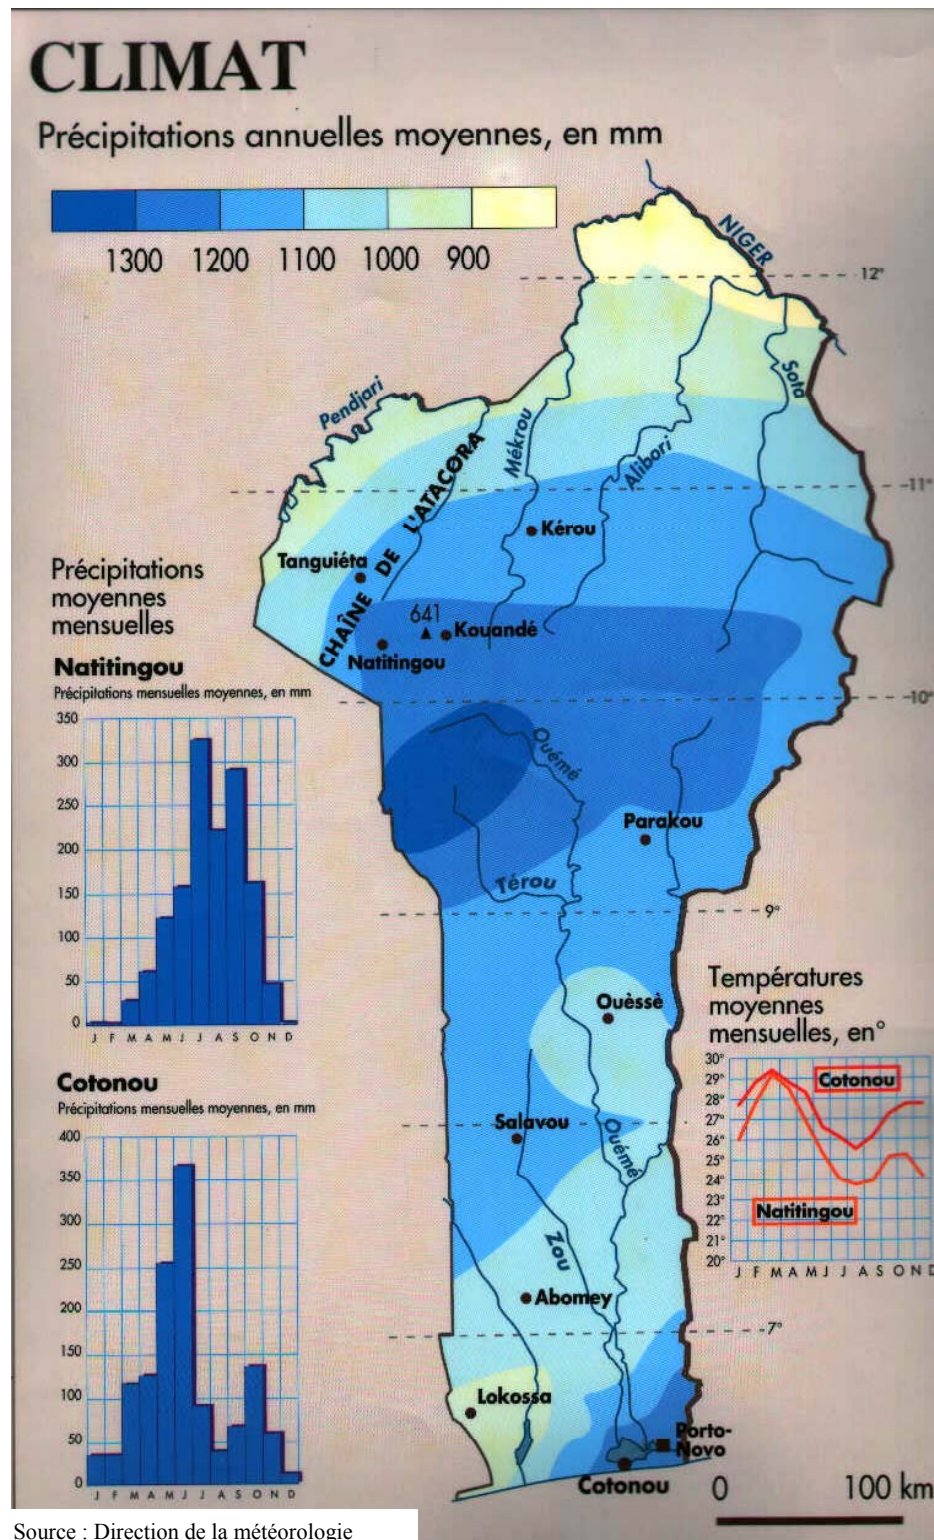 CLIMAT
Précipitations annuelles moyennes, en mm
1300 1200 1100 1000 900
NIGER
12°
Pendjari
Mékrou
Alibori
Sota
CHAÎNE DE L'ATACORA
11°
Kérou
Tanguiéta
641
Kouandé
Natitingou
10°
Ouémé
Parakou
Térou
9°
Ouèssè
Salavou
Ouémé
Zou
Abomey
7°
Lokossa
Porto-
Novo
Cotonou
0 100 km
Précipitations
moyennes
mensuelles
Natitingou
Précipitations mensuelles moyennes, en mm
350
300
250
200
150
100
50
0
J F M A M J J A S O N D
Cotonou
Précipitations mensuelles moyennes, en mm
400
350
300
250
200
150
100
50
0
J F M A M J J A S O N D
Températures
moyennes
mensuelles, en°
30°
29°
28°
27°
26°
25°
24°
23°
22°
21°
20°
Cotonou
Natitingou
J F M A M J J A S O N D
Source : Direction de la météorologie